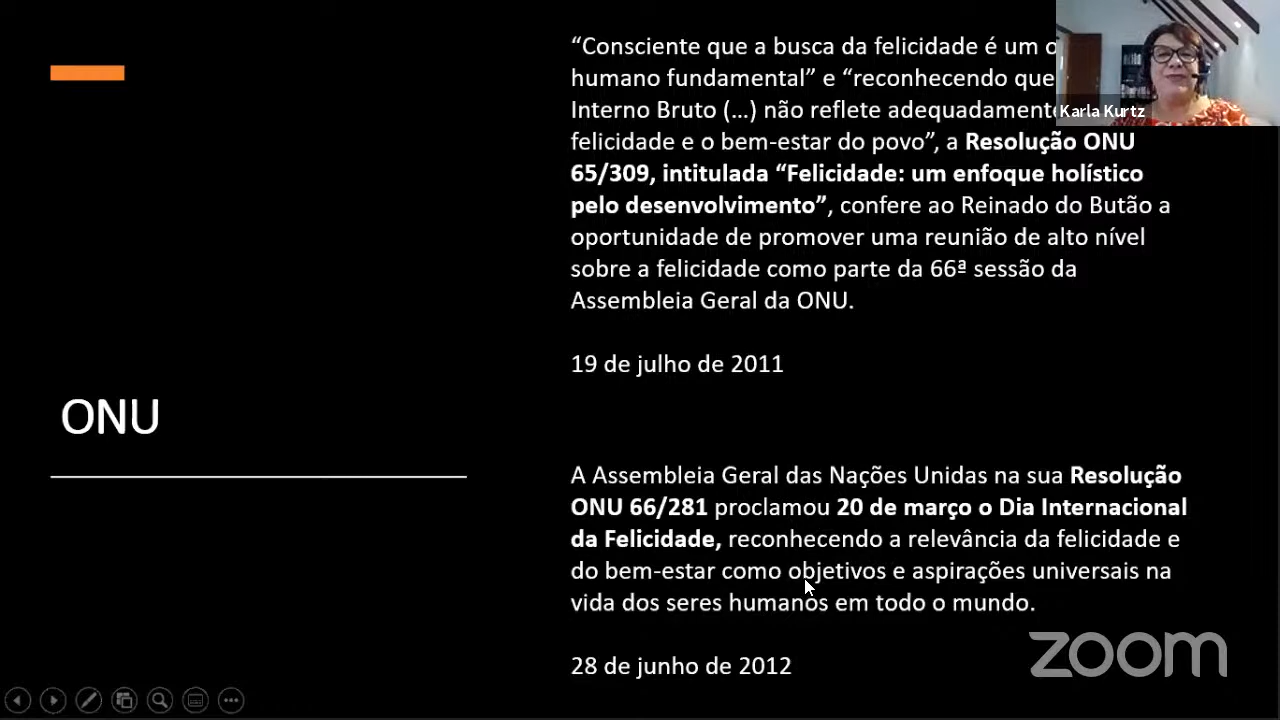 “Consciente que a busca da felicidade é um
humano fundamental” e “reconhecendo que
Interno Bruto (...) não reflete adequadamente
felicidade e o bem-estar do povo”, a Resolução ONU
65/309, intitulada “Felicidade: um enfoque holístico
pelo desenvolvimento”, confere ao Reinado do Butão a
oportunidade de promover uma reunião de alto nível
sobre a felicidade como parte da 66ª sessão da
Assembleia Geral da ONU.
19 de julho de 2011
Karla Kurtz
ONU
A Assembleia Geral das Nações Unidas na sua Resolução
ONU 66/281 proclamou 20 de março o Dia Internacional
da Felicidade, reconhecendo a relevância da felicidade e
do bem-estar como objetivos e aspirações universais na
vida dos seres humanos em todo o mundo.
28 de junho de 2012
zoom